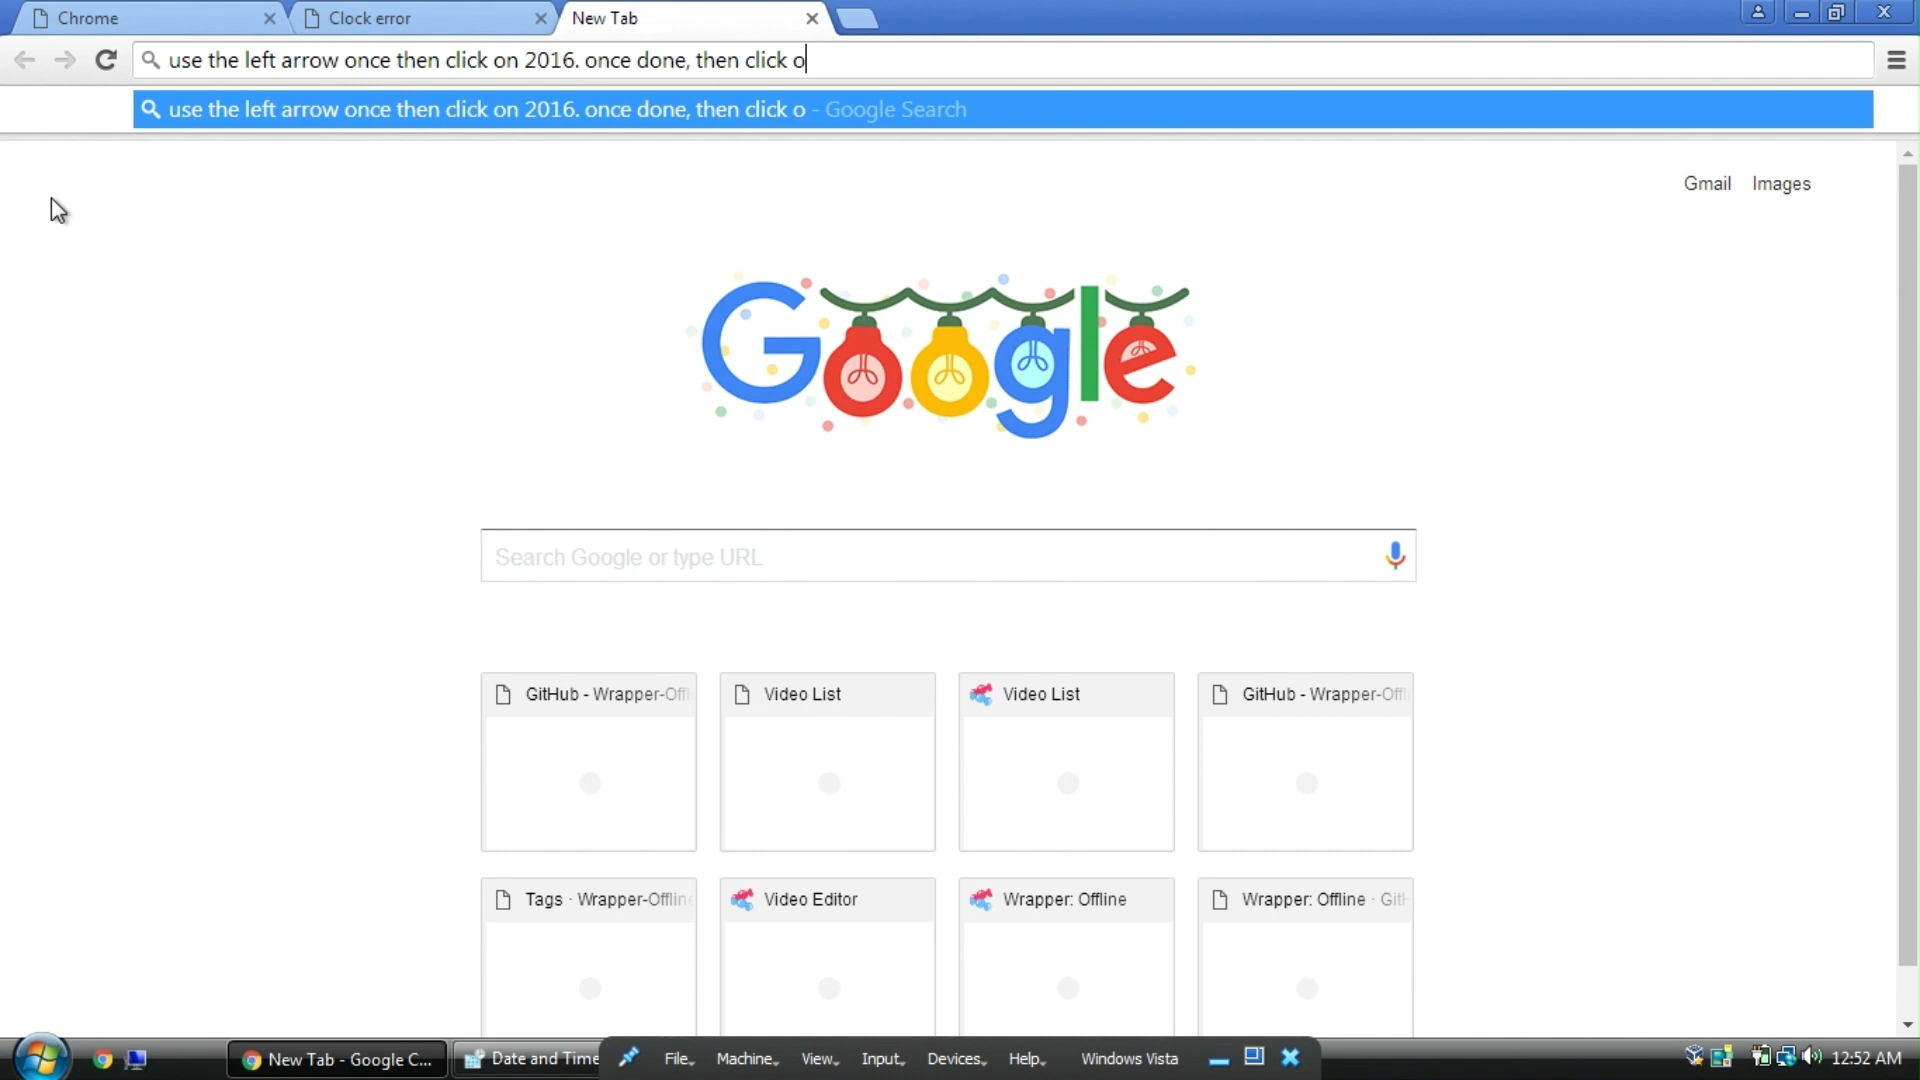 Chrome
Clock error
New Tab
use the left arrow once then click on 2016. once done, then click o
use the left arrow once then click on 2016. once done, then click o - Google Search
Gmail Images
Google
Search Google or type URL
GitHub - Wrapper-Offl
Video List
Video List
GitHub - Wrapper-Offl
Tags · Wrapper-Offline
Video Editor
Wrapper: Offline
Wrapper: Offline · GitH
New Tab - Google C...
Date and Time
File
Machine
View
Input
Devices
Help
Windows Vista
12:52 AM